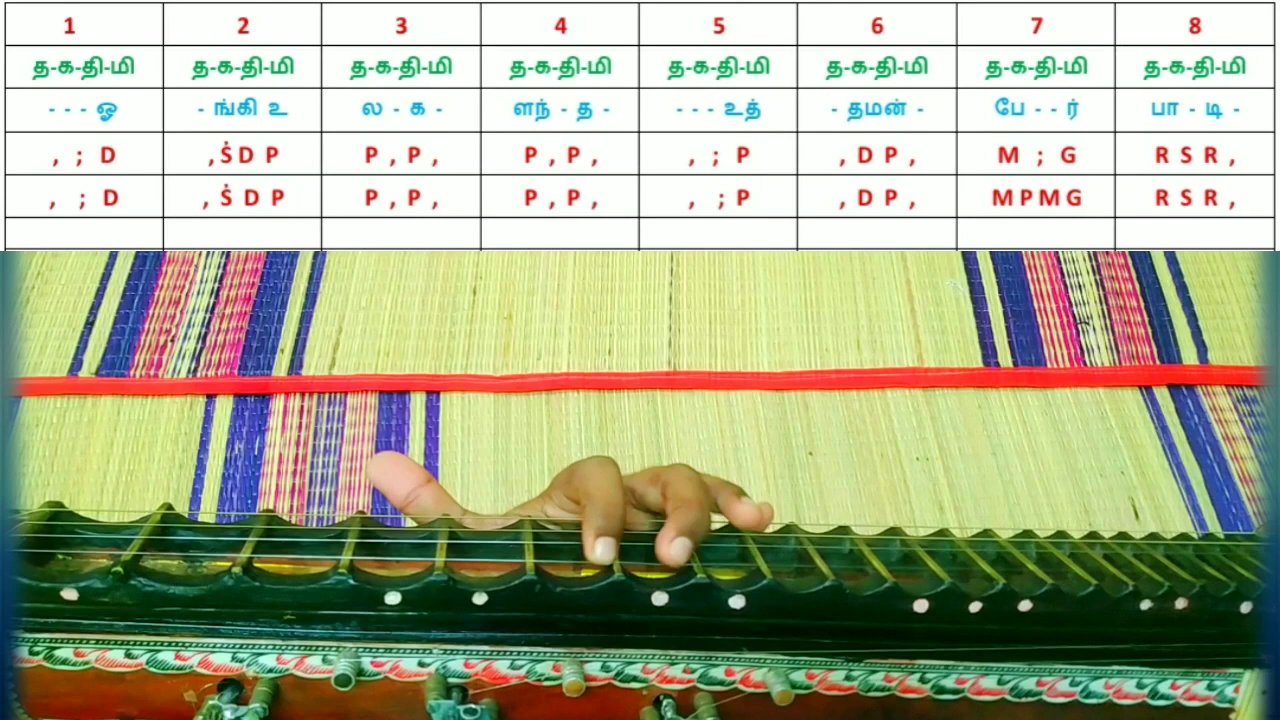 1 2 3 4 5 6 7 8
த-க-தி-மி த-க-தி-மி த-க-தி-மி த-க-தி-மி த-க-தி-மி த-க-தி-மி த-க-தி-மி த-க-தி-மி
- - - ஓ - ங்கி உ ல - க - ளந் - த - - - - உத் - தமன் - பே - - ர் பா - டி -
, ; D , Ṡ D P P , P , P , P , , ; P , D P , M ; G R S R ,
, ; D , Ṡ D P P , P , P , P , , ; P , D P , M P M G R S R ,